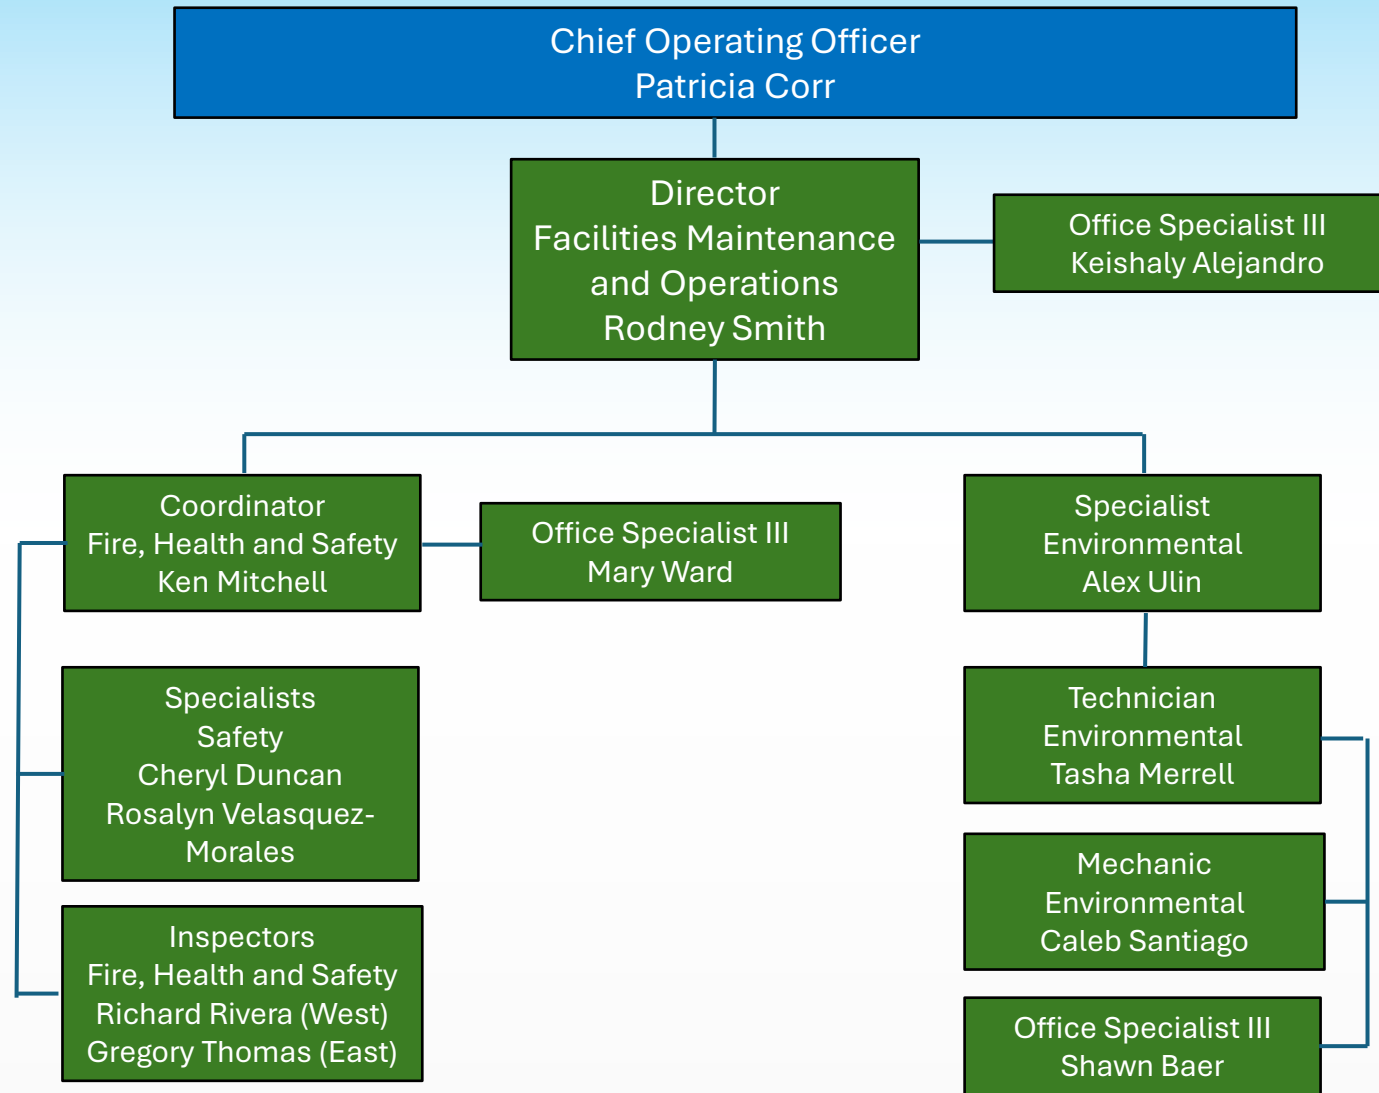 Chief Operating Officer
Patricia Corr
Director
Facilities Maintenance
and Operations
Rodney Smith
Office Specialist III
Keishaly Alejandro
Coordinator
Fire, Health and Safety
Ken Mitchell
Office Specialist III
Mary Ward
Specialist
Environmental
Alex Ulin
Specialists
Safety
Cheryl Duncan
Rosalyn Velasquez-
Morales
Technician
Environmental
Tasha Merrell
Mechanic
Environmental
Caleb Santiago
Inspectors
Fire, Health and Safety
Richard Rivera (West)
Gregory Thomas (East)
Office Specialist III
Shawn Baer